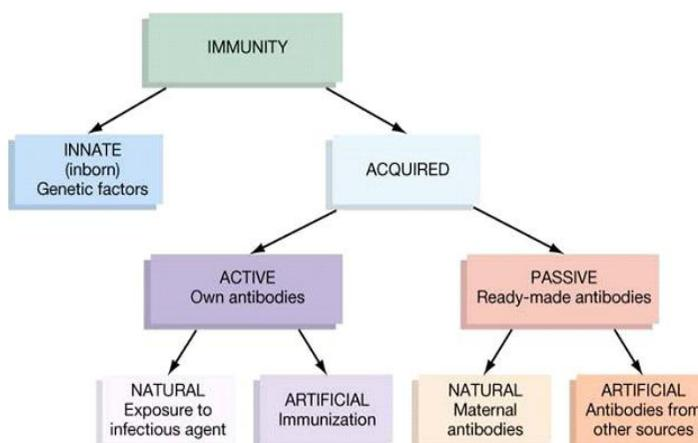 IMMUNITY
INNATE
(inborn)
Genetic factors
ACQUIRED
ACTIVE
Own antibodies
PASSIVE
Ready-made antibodies
NATURAL
Exposure to
infectious agent
ARTIFICIAL
Immunization
NATURAL
Maternal
antibodies
ARTIFICIAL
Antibodies from
other sources